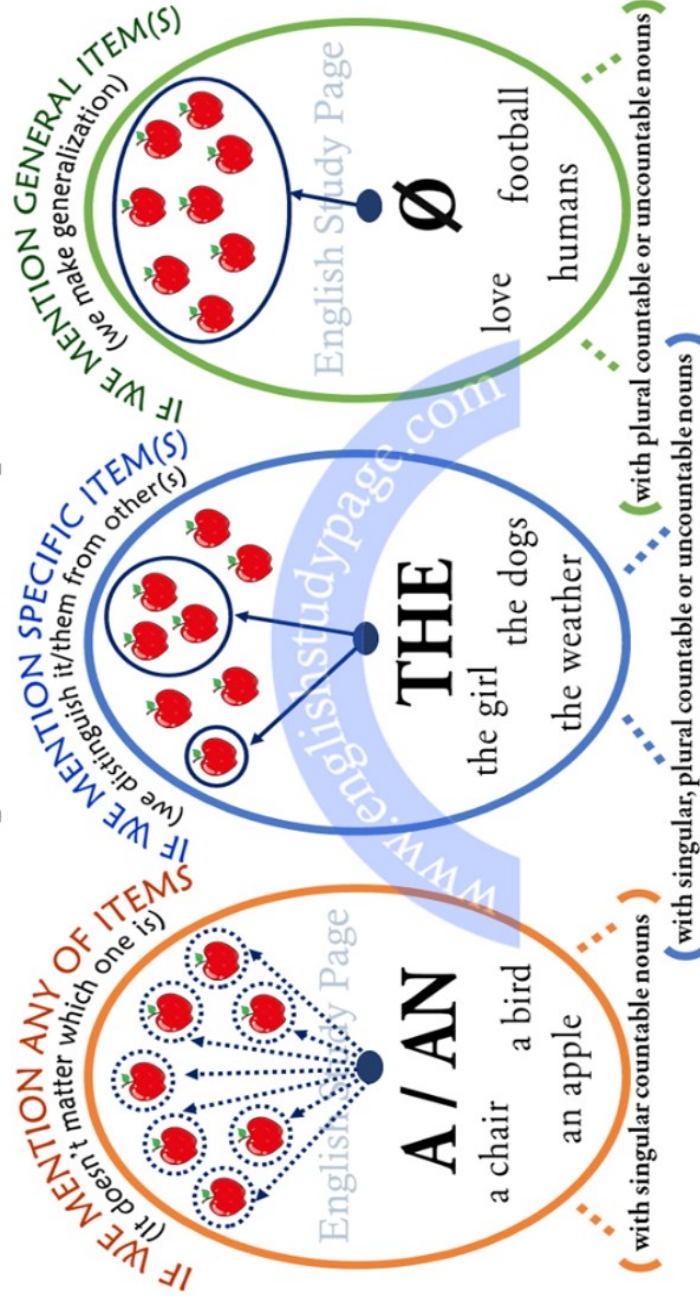 IF WE MENTION ANY OF ITEMS
(It doesn't matter which one is)
English Study Page
A / AN
a chair
a bird
an apple
(with singular countable nouns)
IF WE MENTION SPECIFIC ITEM(S)
(we distinguish it/them from other(s))
www.englishstudypage.com
THE
the girl
the dogs
the weather
(with singular, plural countable or uncountable nouns)
IF WE MENTION GENERAL ITEM(S)
(we make generalization)
English Study Page
Ø
love
football
humans
(with plural countable or uncountable nouns)